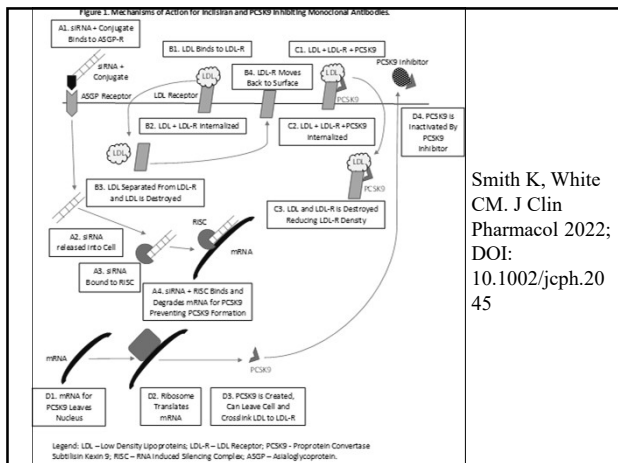 Figure 1. Mechanisms of Action for Inclisiran and PCSK9 Inhibiting Monoclonal Antibodies.
A1. siRNA + Conjugate
Binds to ASGP-R
siRNA +
Conjugate
ASGP Receptor
B1. LDL Binds to LDL-R
LDL
LDL Receptor
B4. LDL-R Moves
Back to Surface
C1. LDL + LDL-R + PCSK9
LDL
PCSK9
PCSK9 Inhibitor
D4. PCSK9 is
Inactivated By
PCSK9
Inhibitor
B2. LDL + LDL-R Internalized
LDL
C2. LDL + LDL-R +PCSK9
Internalized
LDL
PCSK9
B3. LDL Separated From LDL-R
and LDL is Destroyed
C3. LDL and LDL-R is Destroyed
Reducing LDL-R Density
A2. siRNA
released Into Cell
RISC
mRNA
A3. siRNA
Bound to RISC
A4. siRNA + RISC Binds and
Degrades mRNA for PCSK9
Preventing PCSK9 Formation
mRNA
PCSK9
D1. mRNA for
PCSK9 Leaves
Nucleus
D2. Ribosome
Translates
mRNA
D3. PCSK9 is Created,
Can Leave Cell and
Crosslink LDL to LDL-R
Legend: LDL – Low Density Lipoproteins; LDL-R – LDL Receptor; PCSK9 - Proprotein Convertase
Subtilisin Kexin 9; RISC – RNA Induced Silencing Complex; ASGP – Asialoglycoprotein.
Smith K, White
CM. J Clin
Pharmacol 2022;
DOI:
10.1002/jcph.20
45